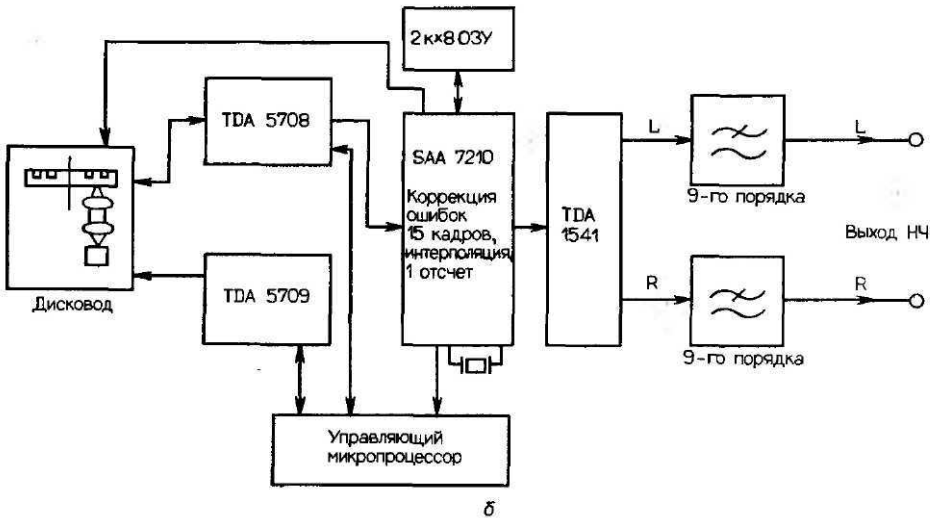 2к×8 ОЗУ
TDA 5708
SAA 7210
Коррекция
ошибок
15 кадров,
интерполяция,
1 отсчет
TDA
1541
L
L
9-го порядка
Выход НЧ
R
R
9-го порядка
Дисковод
TDA 5709
Управляющий
микропроцессор
б